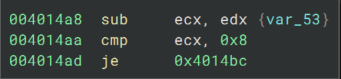 004014a8 sub ecx, edx {var_53}
004014aa cmp ecx, 0x8
004014ad je 0x4014bc